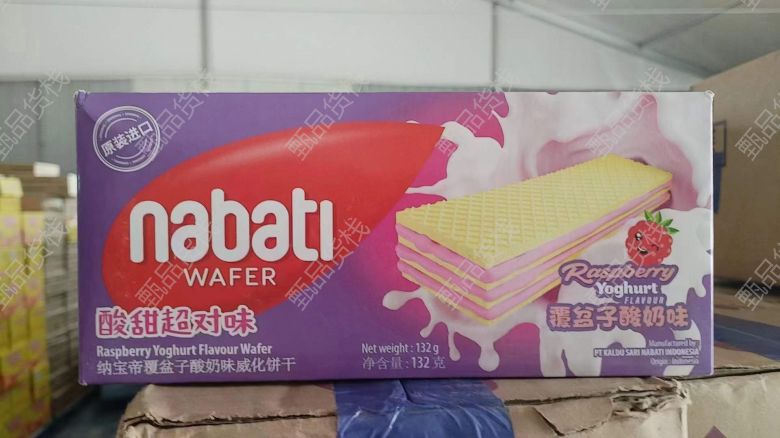 原装进口
nabati
WAFER
酸甜超对味
Raspberry Yoghurt Flavour Wafer
纳宝帝覆盆子酸奶味威化饼干
Net weight : 132 g
净含量 : 132 克
Raspberry
Yoghurt
FLAVOUR
覆盆子酸奶味
Manufactured by
PT KALDU SARI NABATI INDONESIA
Origin : Indonesia
甄品货栈